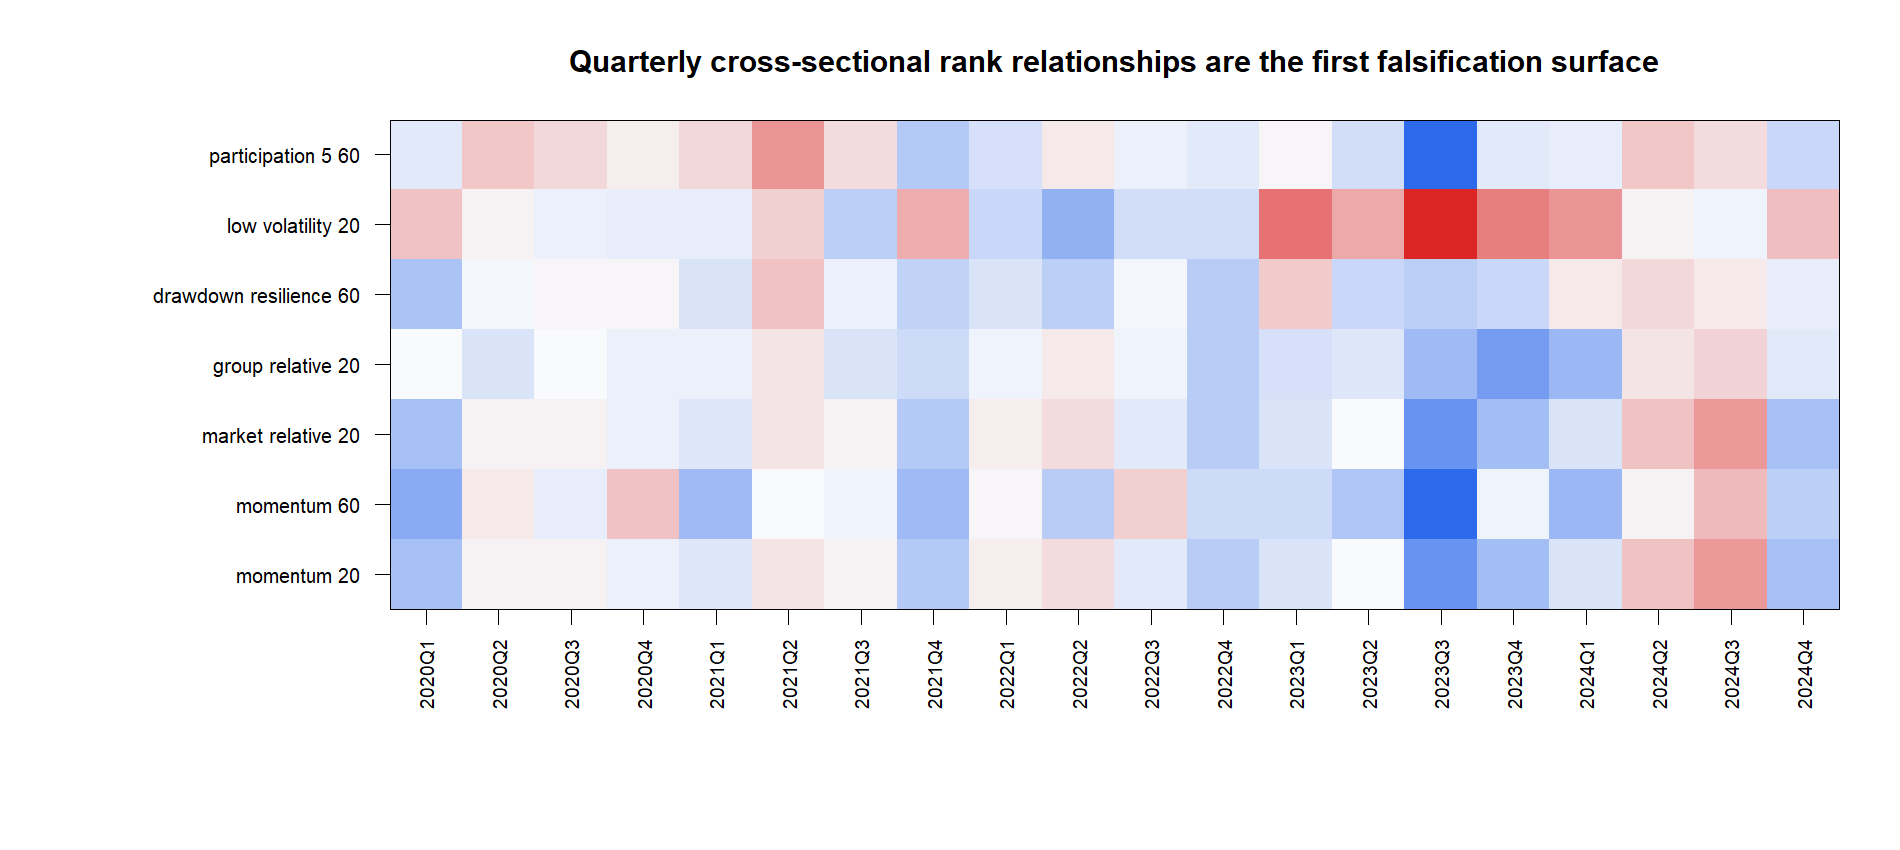 Quarterly cross-sectional rank relationships are the first falsification surface
participation 5 60
low volatility 20
drawdown resilience 60
group relative 20
market relative 20
momentum 60
momentum 20
2020Q1
2020Q2
2020Q3
2020Q4
2021Q1
2021Q2
2021Q3
2021Q4
2022Q1
2022Q2
2022Q3
2022Q4
2023Q1
2023Q2
2023Q3
2023Q4
2024Q1
2024Q2
2024Q3
2024Q4